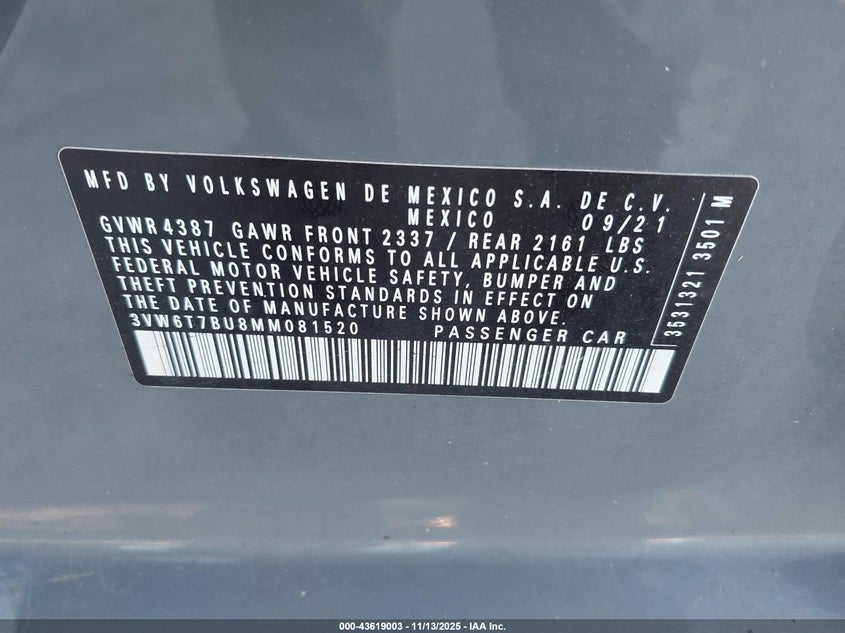 MFD BY VOLKSWAGEN DE MEXICO S.A. DE C.V.
MEXICO 09/21
GVWR 4387 GAWR FRONT 2337 / REAR 2161 LBS
THIS VEHICLE CONFORMS TO ALL APPLICABLE U.S.
FEDERAL MOTOR VEHICLE SAFETY, BUMPER AND
THEFT PREVENTION STANDARDS IN EFFECT ON
THE DATE OF MANUFACTURE SHOWN ABOVE.
3VW6T7BU8MM081520 PASSENGER CAR
3531321 3501 M
000-43619003 - 11/13/2025 - IAA Inc.